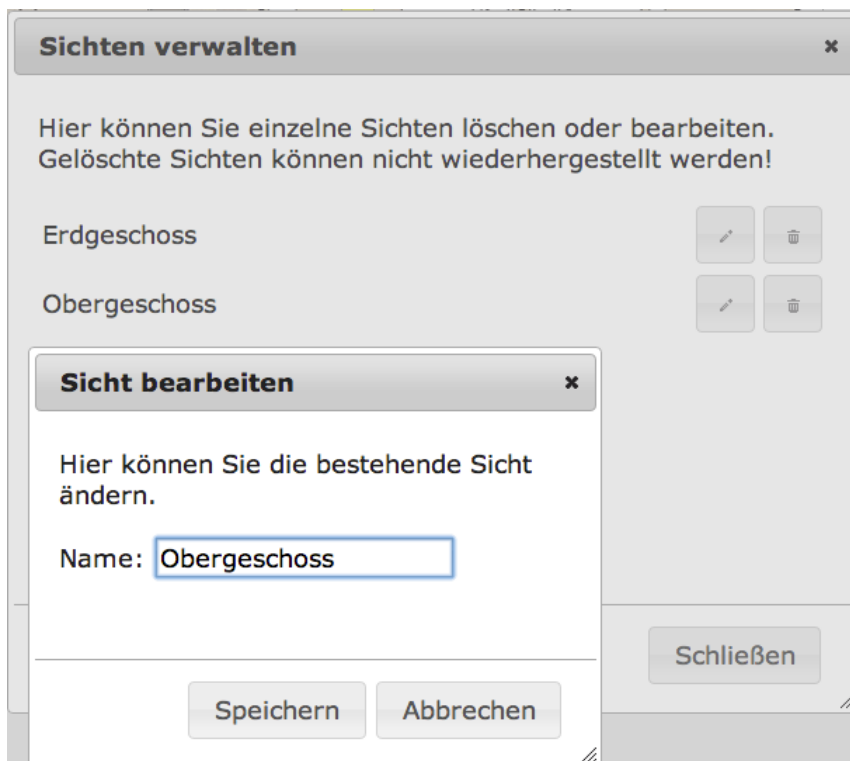 Sichten verwalten
Hier können Sie einzelne Sichten löschen oder bearbeiten.
Gelöschte Sichten können nicht wiederhergestellt werden!
Erdgeschoss
Obergeschoss
Sicht bearbeiten
Hier können Sie die bestehende Sicht
ändern.
Name: Obergeschoss
Schließen
Speichern Abbrechen